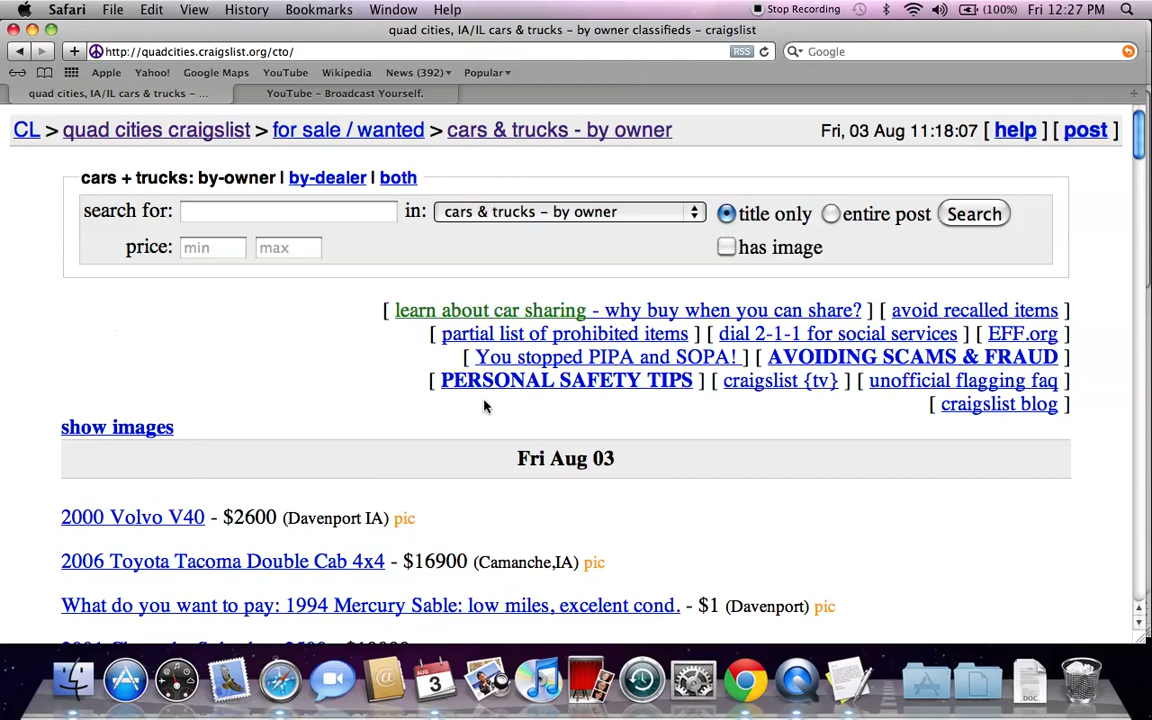 Safari File Edit View History Bookmarks Window Help Stop Recording (100%) Fri 12:27 PM
quad cities, IA/IL cars & trucks – by owner classifieds – craigslist
http://quadcities.craigslist.org/cto/ RSS Google
Apple Yahoo! Google Maps YouTube Wikipedia News (392) Popular
quad cities, IA/IL cars & trucks – ... YouTube – Broadcast Yourself.
CL > quad cities craigslist > for sale / wanted > cars & trucks - by owner Fri, 03 Aug 11:18:07 [ help ] [ post ]
cars + trucks: by-owner | by-dealer | both
search for: in: cars & trucks – by owner title only entire post Search
price: min max has image
[ learn about car sharing - why buy when you can share? ] [ avoid recalled items ]
[ partial list of prohibited items ] [ dial 2-1-1 for social services ] [ EFF.org ]
[ You stopped PIPA and SOPA! ] [ AVOIDING SCAMS & FRAUD ]
[ PERSONAL SAFETY TIPS ] [ craigslist {tv} ] [ unofficial flagging faq ]
[ craigslist blog ]
show images
Fri Aug 03
2000 Volvo V40 - $2600 (Davenport IA) pic
2006 Toyota Tacoma Double Cab 4x4 - $16900 (Camanche,IA) pic
What do you want to pay: 1994 Mercury Sable: low miles, excelent cond. - $1 (Davenport) pic
AUG
3
DOC